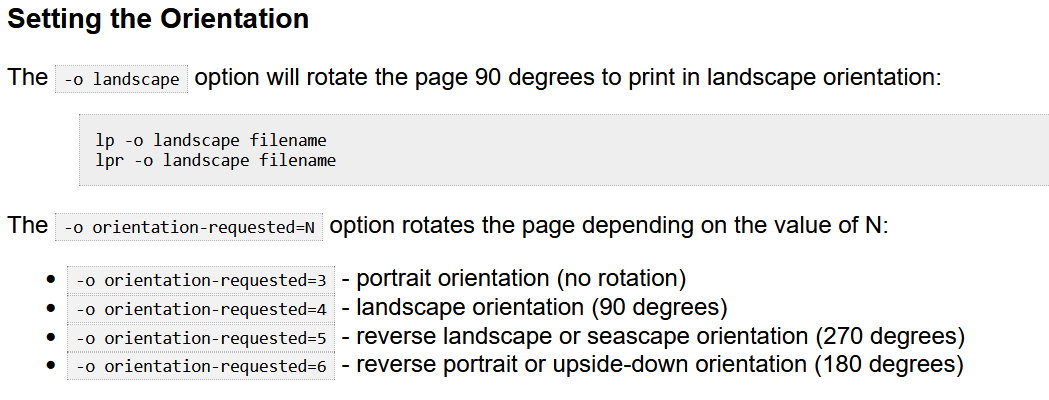 Setting the Orientation
The -o landscape option will rotate the page 90 degrees to print in landscape orientation:
lp -o landscape filename
lpr -o landscape filename
The -o orientation-requested=N option rotates the page depending on the value of N:
• -o orientation-requested=3 - portrait orientation (no rotation)
• -o orientation-requested=4 - landscape orientation (90 degrees)
• -o orientation-requested=5 - reverse landscape or seascape orientation (270 degrees)
• -o orientation-requested=6 - reverse portrait or upside-down orientation (180 degrees)